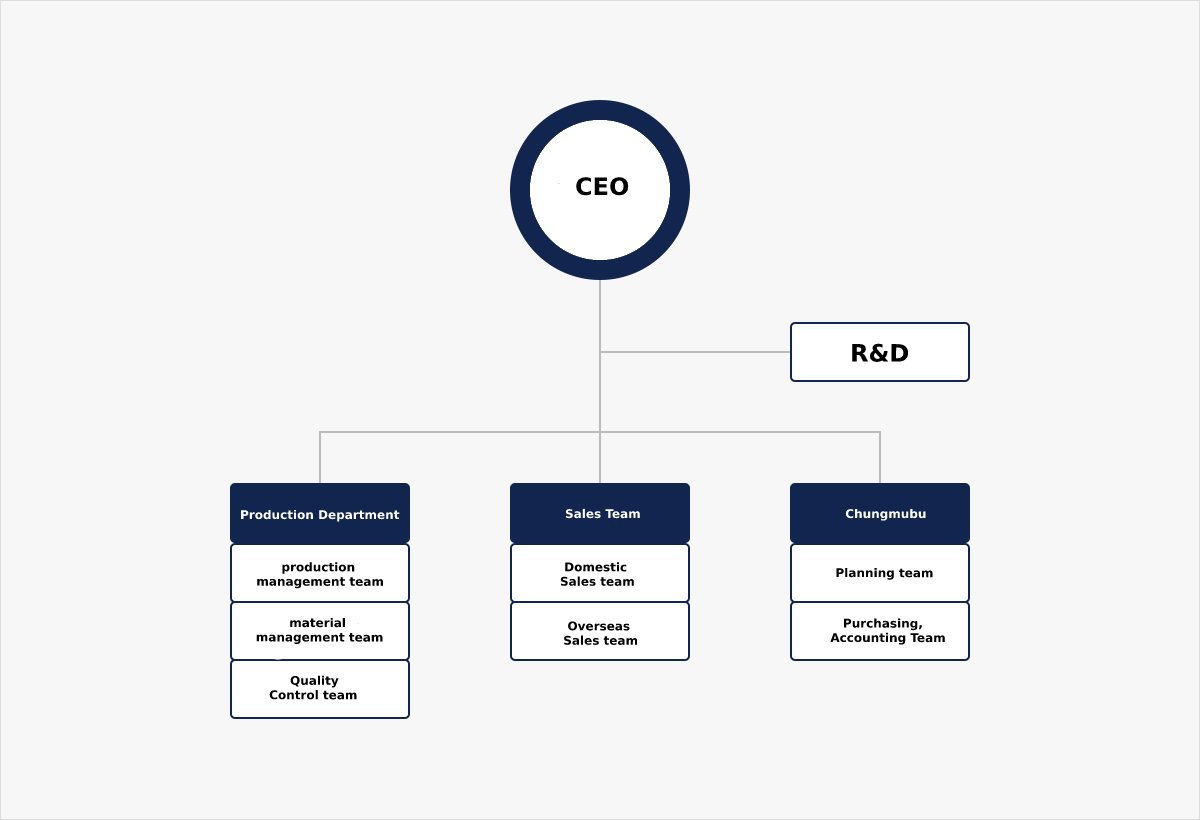 CEO
R&D
Production Department
Sales Team
Chungmubu
production
management team
Domestic
Sales team
Planning team
material
management team
Overseas
Sales team
Purchasing,
Accounting Team
Quality
Control team